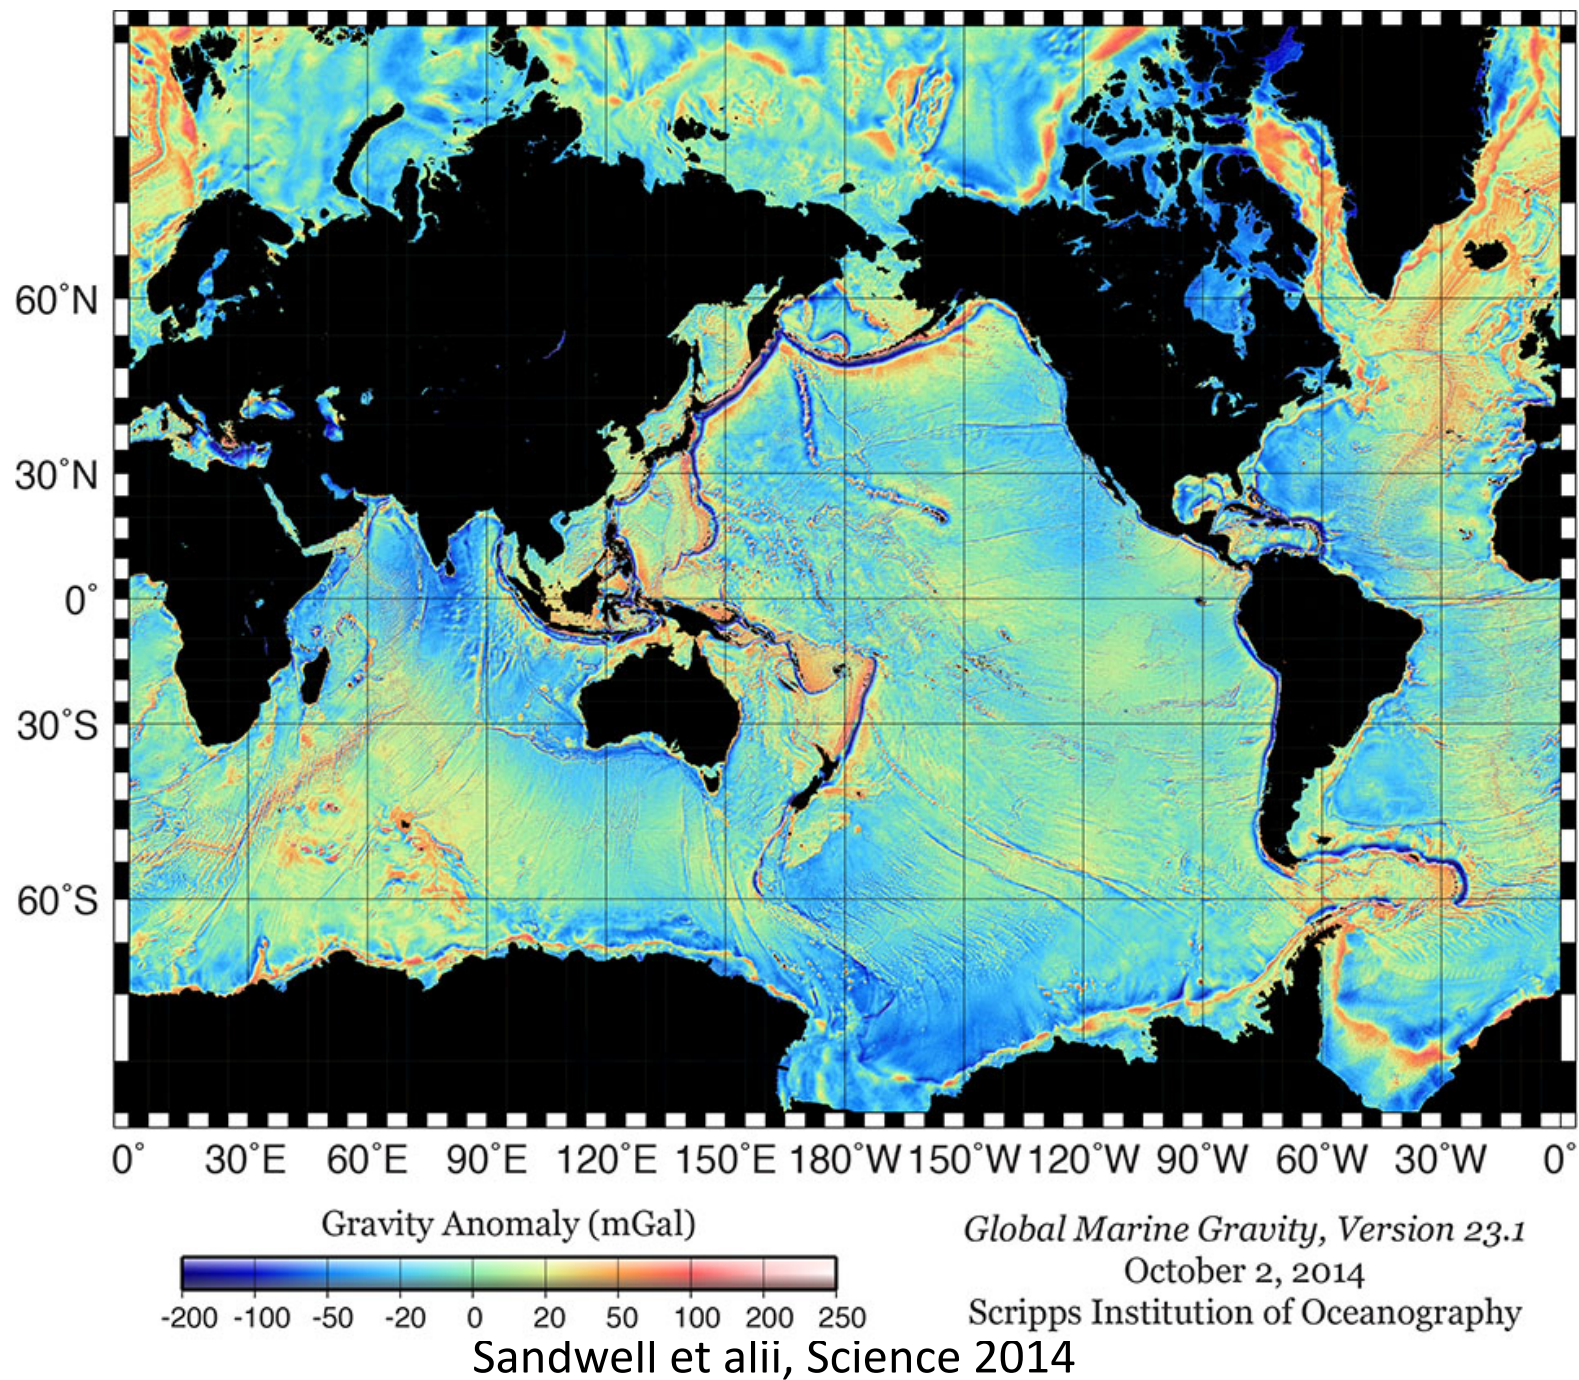 60°N
30°N
0°
30°S
60°S
0° 30°E 60°E 90°E 120°E 150°E 180°W 150°W 120°W 90°W 60°W 30°W 0°
Gravity Anomaly (mGal)
-200 -100 -50 -20 0 20 50 100 200 250
Global Marine Gravity, Version 23.1
October 2, 2014
Scripps Institution of Oceanography
Sandwell et alii, Science 2014